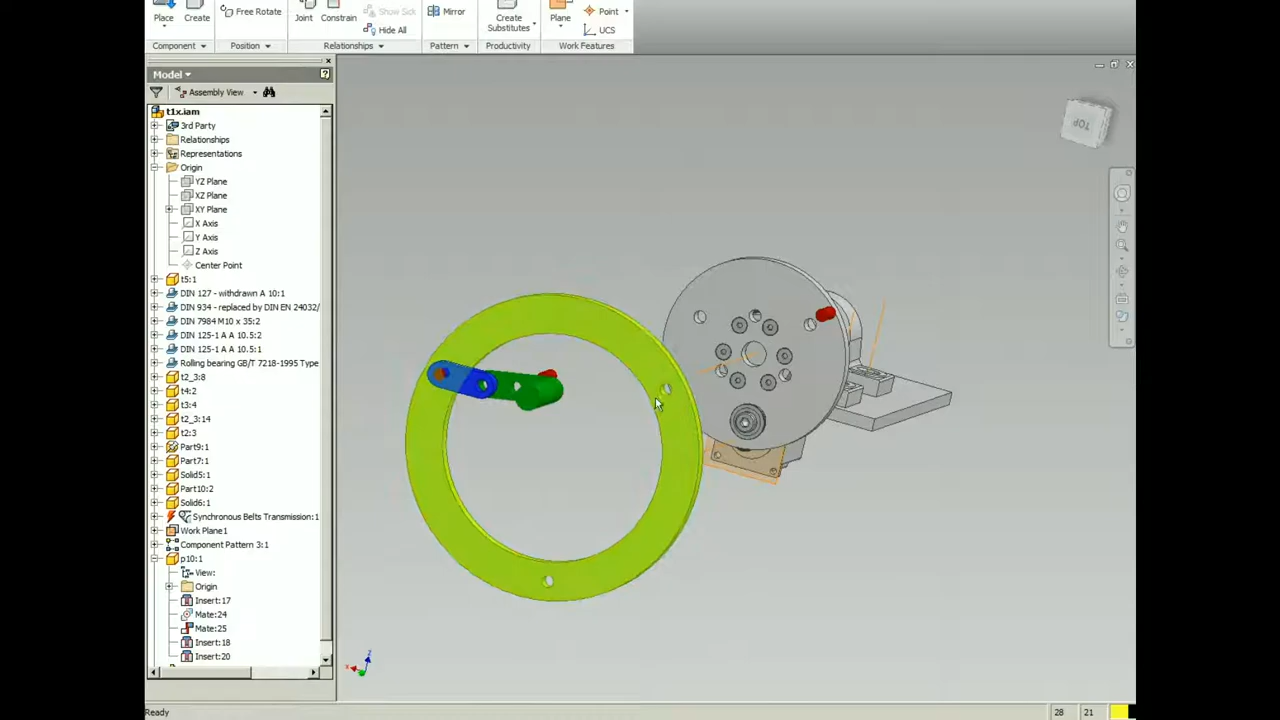 Place Create Free Rotate Joint Constrain Show Sick Hide All Mirror Create Substitutes Plane Point UCS
Component Position Relationships Pattern Productivity Work Features
Model
Assembly View
t1x.iam
3rd Party
Relationships
Representations
Origin
YZ Plane
XZ Plane
XY Plane
X Axis
Y Axis
Z Axis
Center Point
t5:1
DIN 127 - withdrawn A 10:1
DIN 934 - replaced by DIN EN 24032/
DIN 7984 M10 x 35:2
DIN 125-1 A A 10.5:2
DIN 125-1 A A 10.5:1
Rolling bearing GB/T 7218-1995 Type
t2_3:8
t4:2
t3:4
t2_3:14
t2:3
Part9:1
Part7:1
Solid5:1
Part10:2
Solid6:1
Synchronous Belts Transmission:1
Work Plane1
Component Pattern 3:1
p10:1
View:
Origin
Insert:17
Mate:24
Mate:25
Insert:18
Insert:20
TOP
Ready 28 21